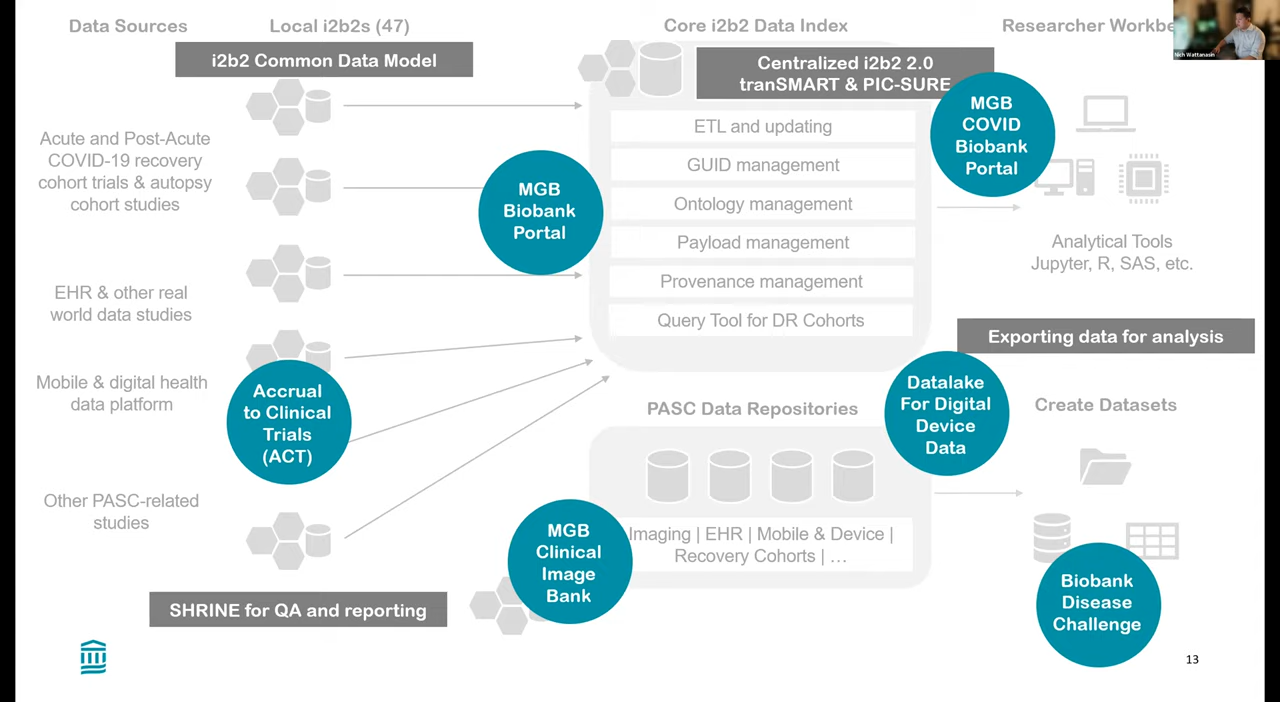 Data Sources
Local i2b2s (47)
Core i2b2 Data Index
Researcher
Nich Wattanasin
i2b2 Common Data Model
Centralized i2b2 2.0
tranSMART & PIC-SURE
MGB
COVID
Biobank
Portal
Acute and Post-Acute
COVID-19 recovery
cohort trials & autopsy
cohort studies
MGB
Biobank
Portal
ETL and updating
GUID management
Ontology management
Payload management
Provenance management
Query Tool for DR Cohorts
Analytical Tools
Jupyter, R, SAS, etc.
EHR & other real
world data studies
Exporting data for analysis
Mobile & digital health
data platform
Accrual
to Clinical
Trials
(ACT)
PASC Data Repositories
Datalake
For Digital
Device
Data
Create Datasets
Other PASC-related
studies
MGB
Clinical
Image
Bank
Imaging | EHR | Mobile & Device |
Recovery Cohorts | …
Biobank
Disease
Challenge
SHRINE for QA and reporting
13